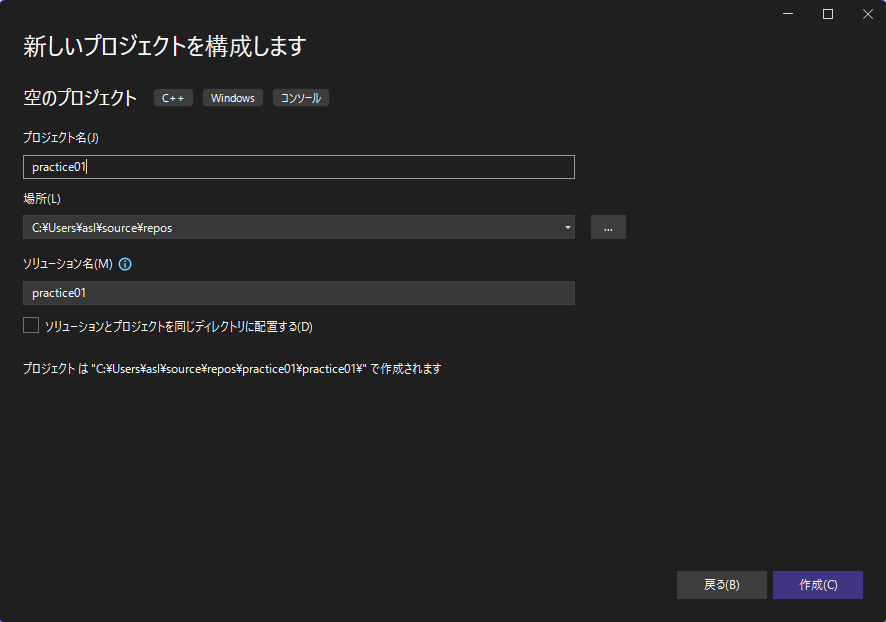 新しいプロジェクトを構成します
空のプロジェクト C++ Windows コンソール
プロジェクト名(J)
practice01
場所(L)
C:¥Users¥asl¥source¥repos
...
ソリューション名(M)
practice01
ソリューションとプロジェクトを同じディレクトリに配置する(D)
プロジェクト は "C:¥Users¥asl¥source¥repos¥practice01¥practice01¥" で作成されます
戻る(B) 作成(C)